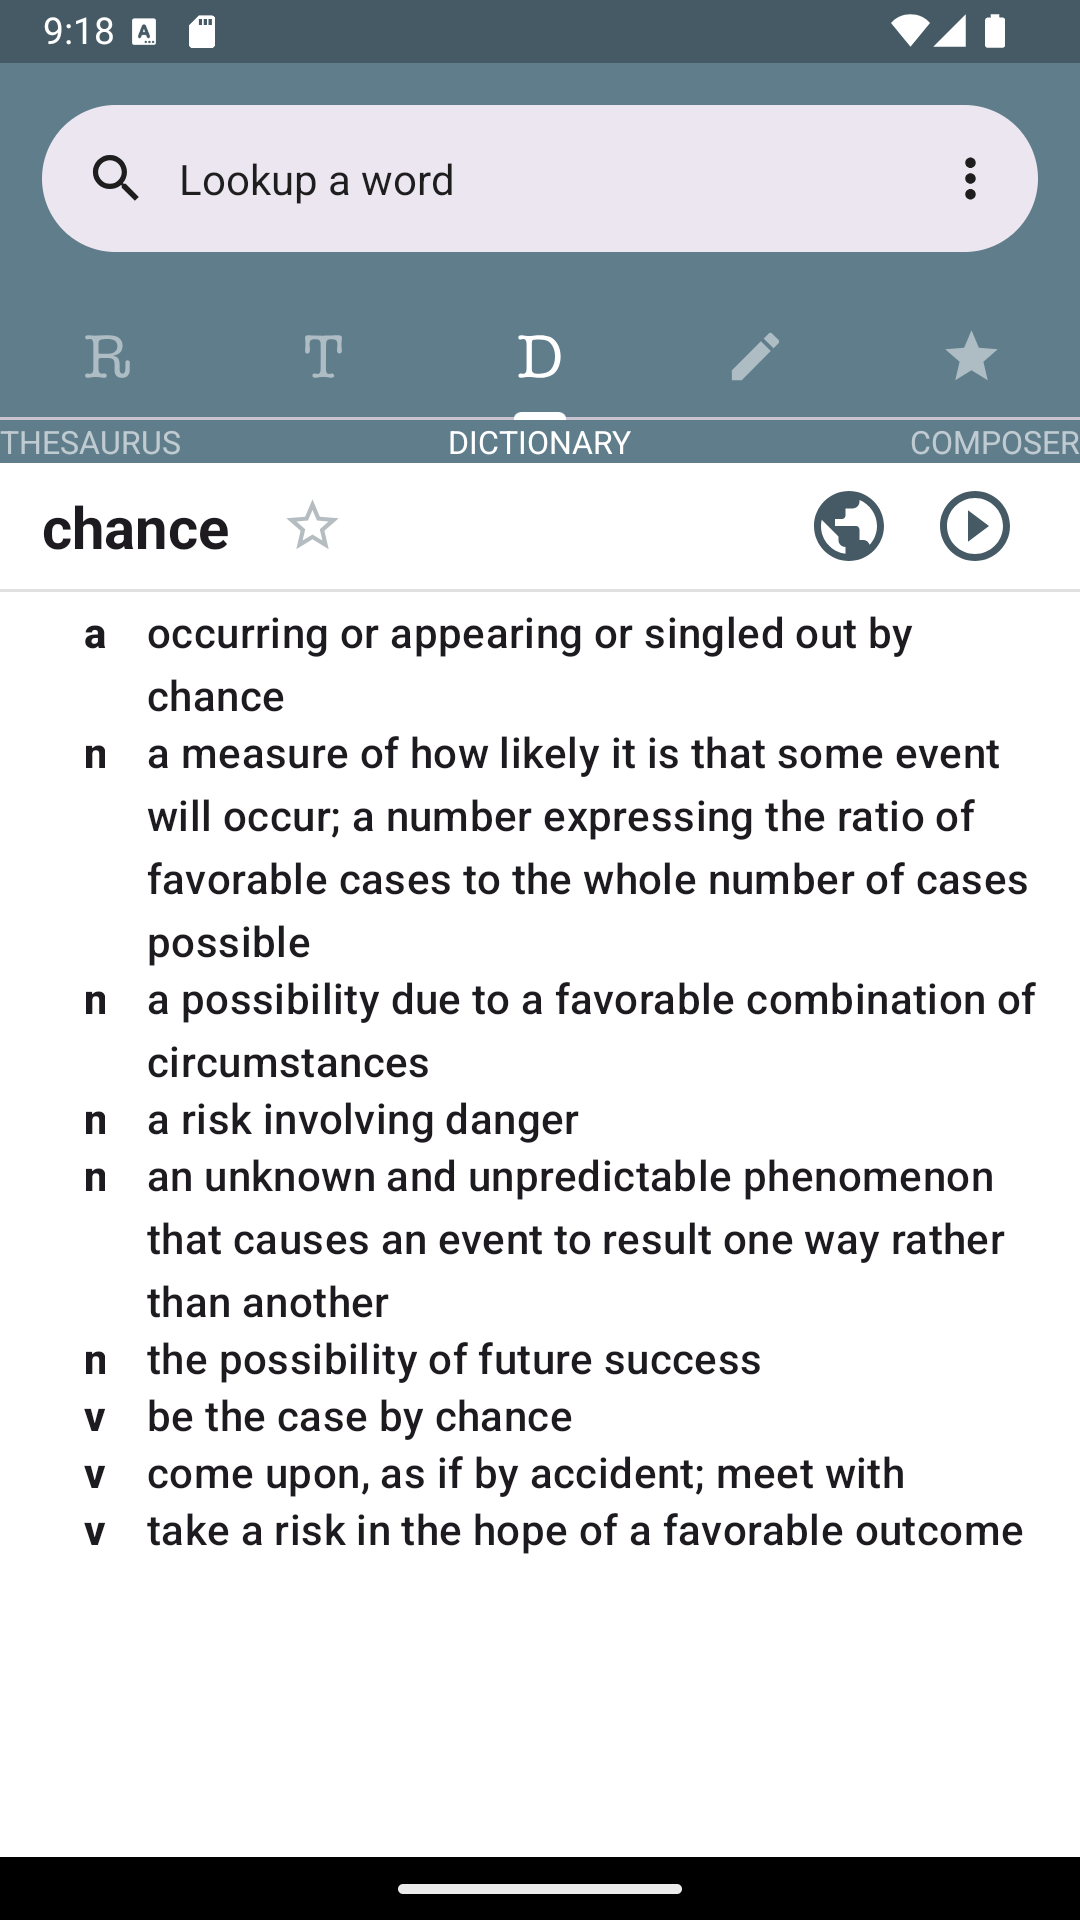 9:18
Lookup a word
R T D
THESAURUS DICTIONARY COMPOSER
chance
a occurring or appearing or singled out by
chance
n a measure of how likely it is that some event
will occur; a number expressing the ratio of
favorable cases to the whole number of cases
possible
n a possibility due to a favorable combination of
circumstances
n a risk involving danger
n an unknown and unpredictable phenomenon
that causes an event to result one way rather
than another
n the possibility of future success
v be the case by chance
v come upon, as if by accident; meet with
v take a risk in the hope of a favorable outcome